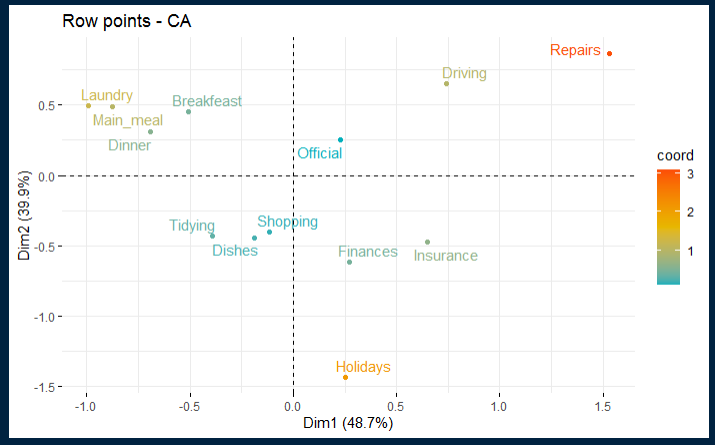 Row points - CA
Repairs
Driving
Laundry
Breakfeast
Main_meal
Dinner
Official
Shopping
Tidying
Dishes
Finances
Insurance
Holidays
0.5
0.0
-0.5
-1.0
-1.5
Dim2 (39.9%)
-1.0 -0.5 0.0 0.5 1.0 1.5
Dim1 (48.7%)
coord
3
2
1